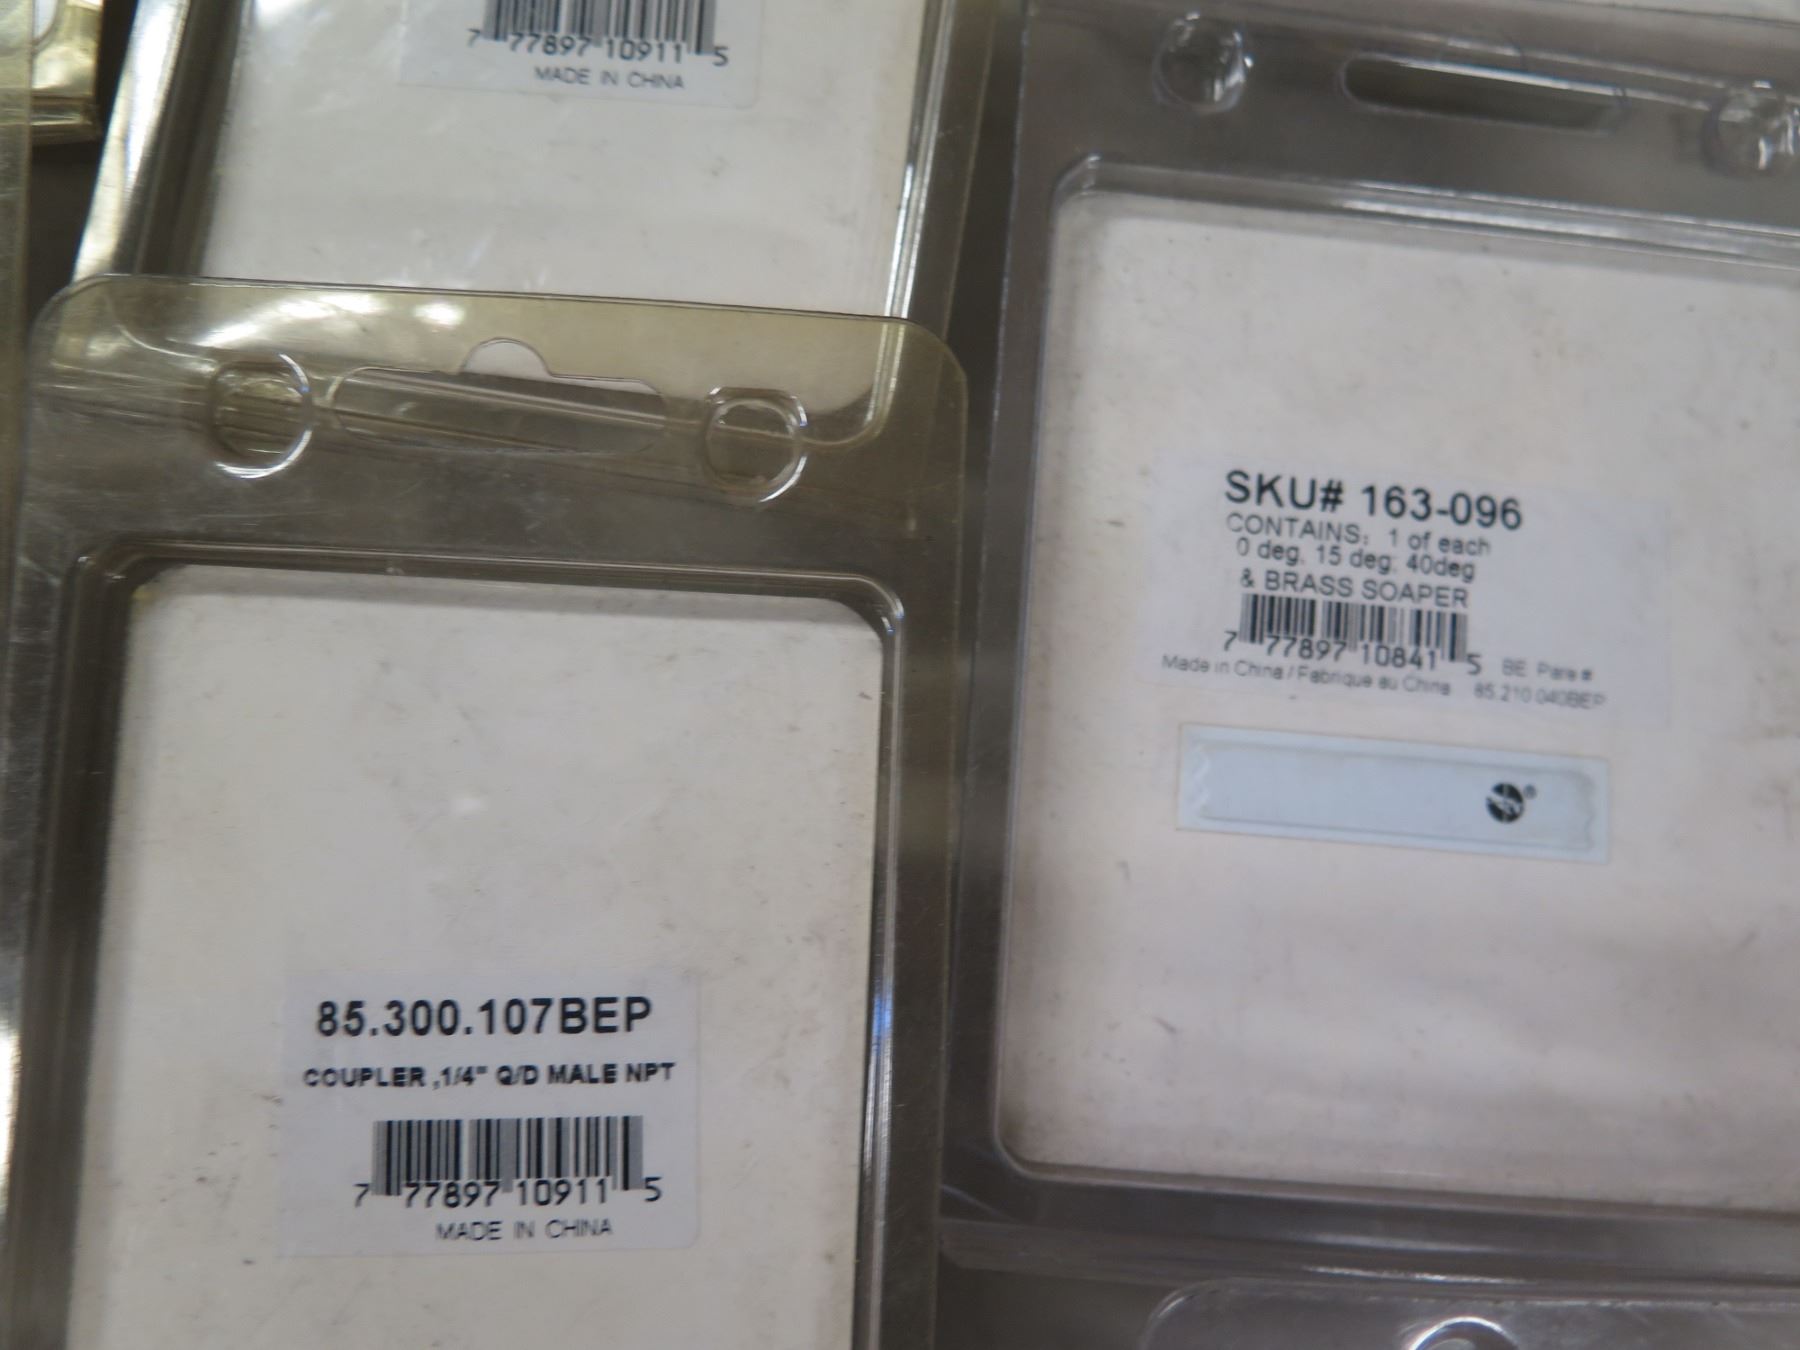 7 77897 10911 5
MADE IN CHINA
SKU# 163-096
CONTAINS: 1 of each
0 deg, 15 deg; 40deg
& BRASS SOAPER
7 77897 10841 5
BE Parts#
Made in China / Fabrique au China 85.210.040BEP
85.300.107BEP
COUPLER ,1/4" Q/D MALE NPT
7 77897 10911 5
MADE IN CHINA